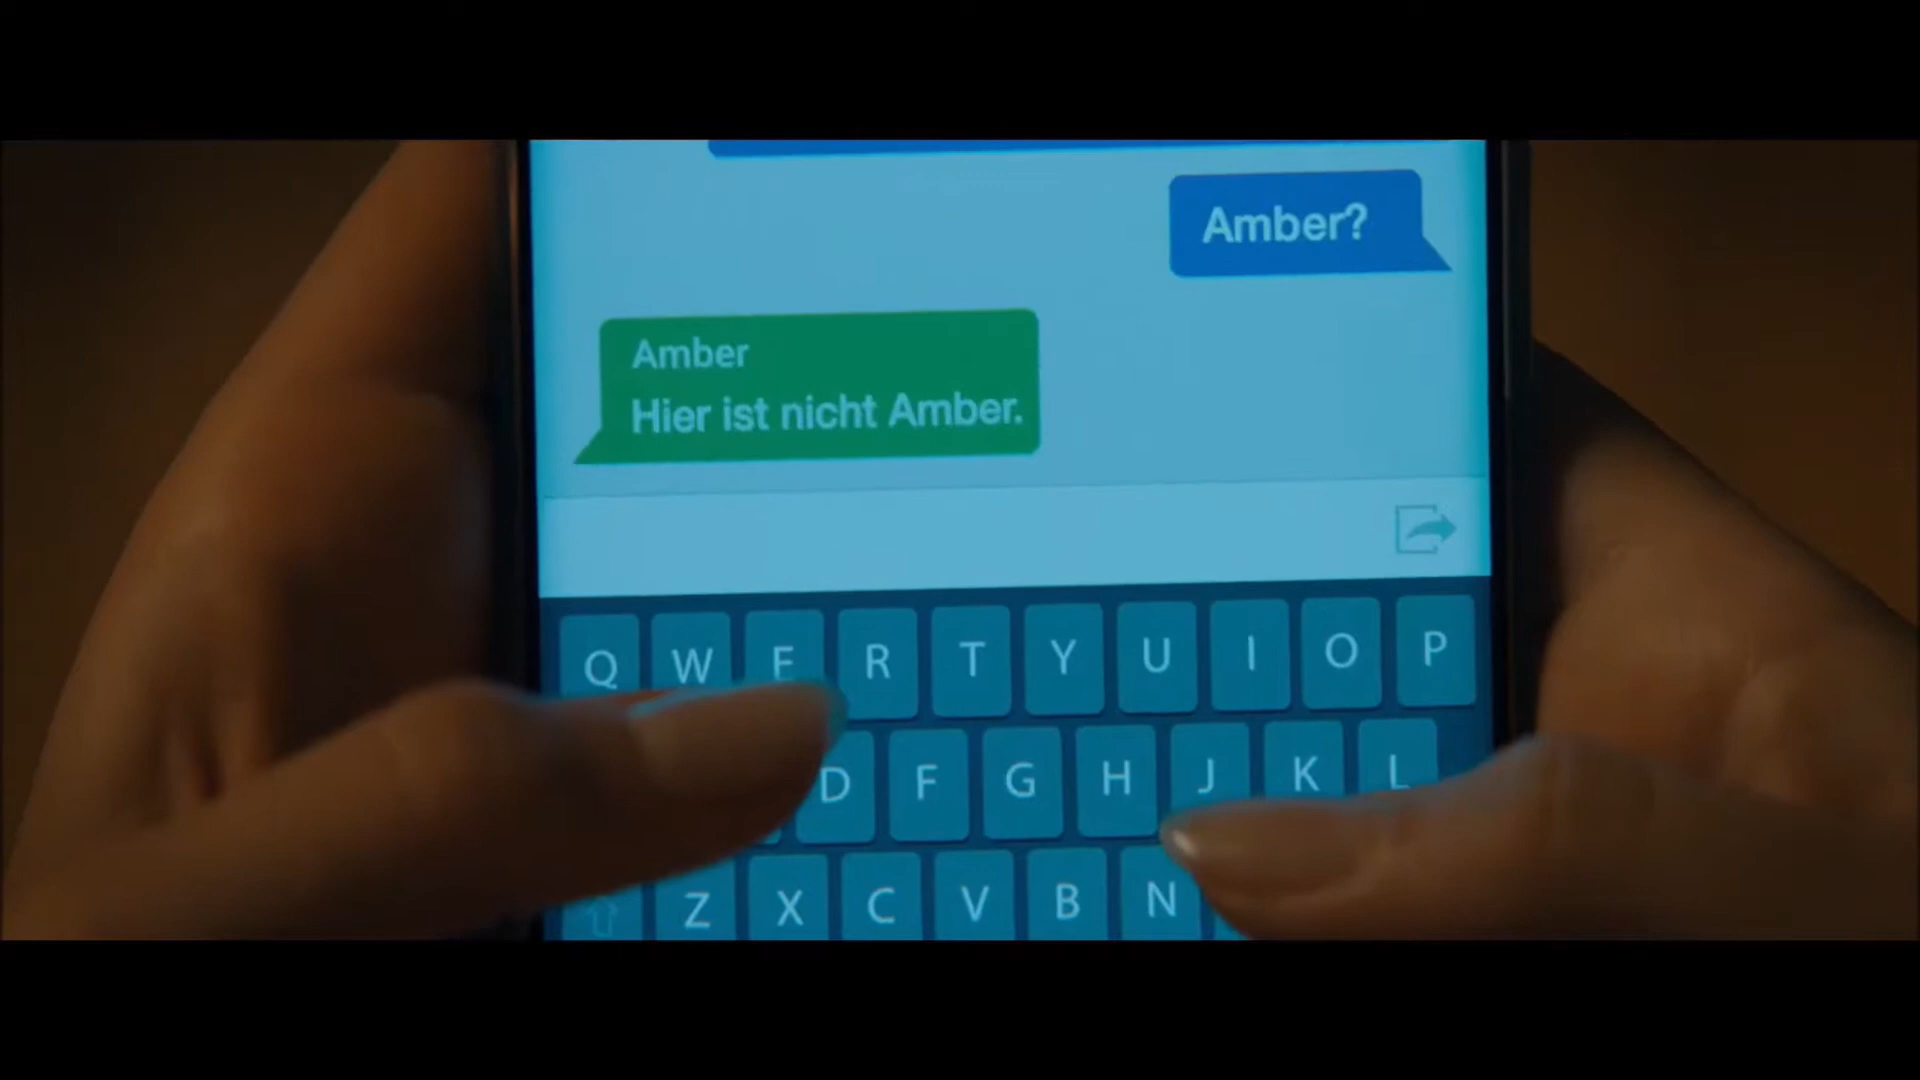 Amber?
Amber
Hier ist nicht Amber.
Q W E R T Y U I O P
D F G H J K L
Z X C V B N